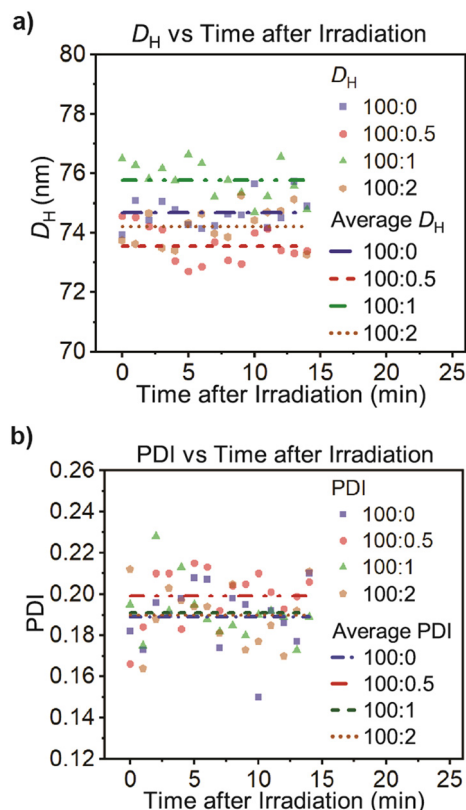 a)
D_H vs Time after Irradiation
80
78
76
74
72
70
D_H (nm)
D_H
100:0
100:0.5
100:1
100:2
Average D_H
100:0
100:0.5
100:1
100:2
0 5 10 15 20 25
Time after Irradiation (min)
b)
PDI vs Time after Irradiation
0.26
0.24
0.22
0.20
0.18
0.16
0.14
0.12
PDI
PDI
100:0
100:0.5
100:1
100:2
Average PDI
100:0
100:0.5
100:1
100:2
0 5 10 15 20 25
Time after Irradiation (min)